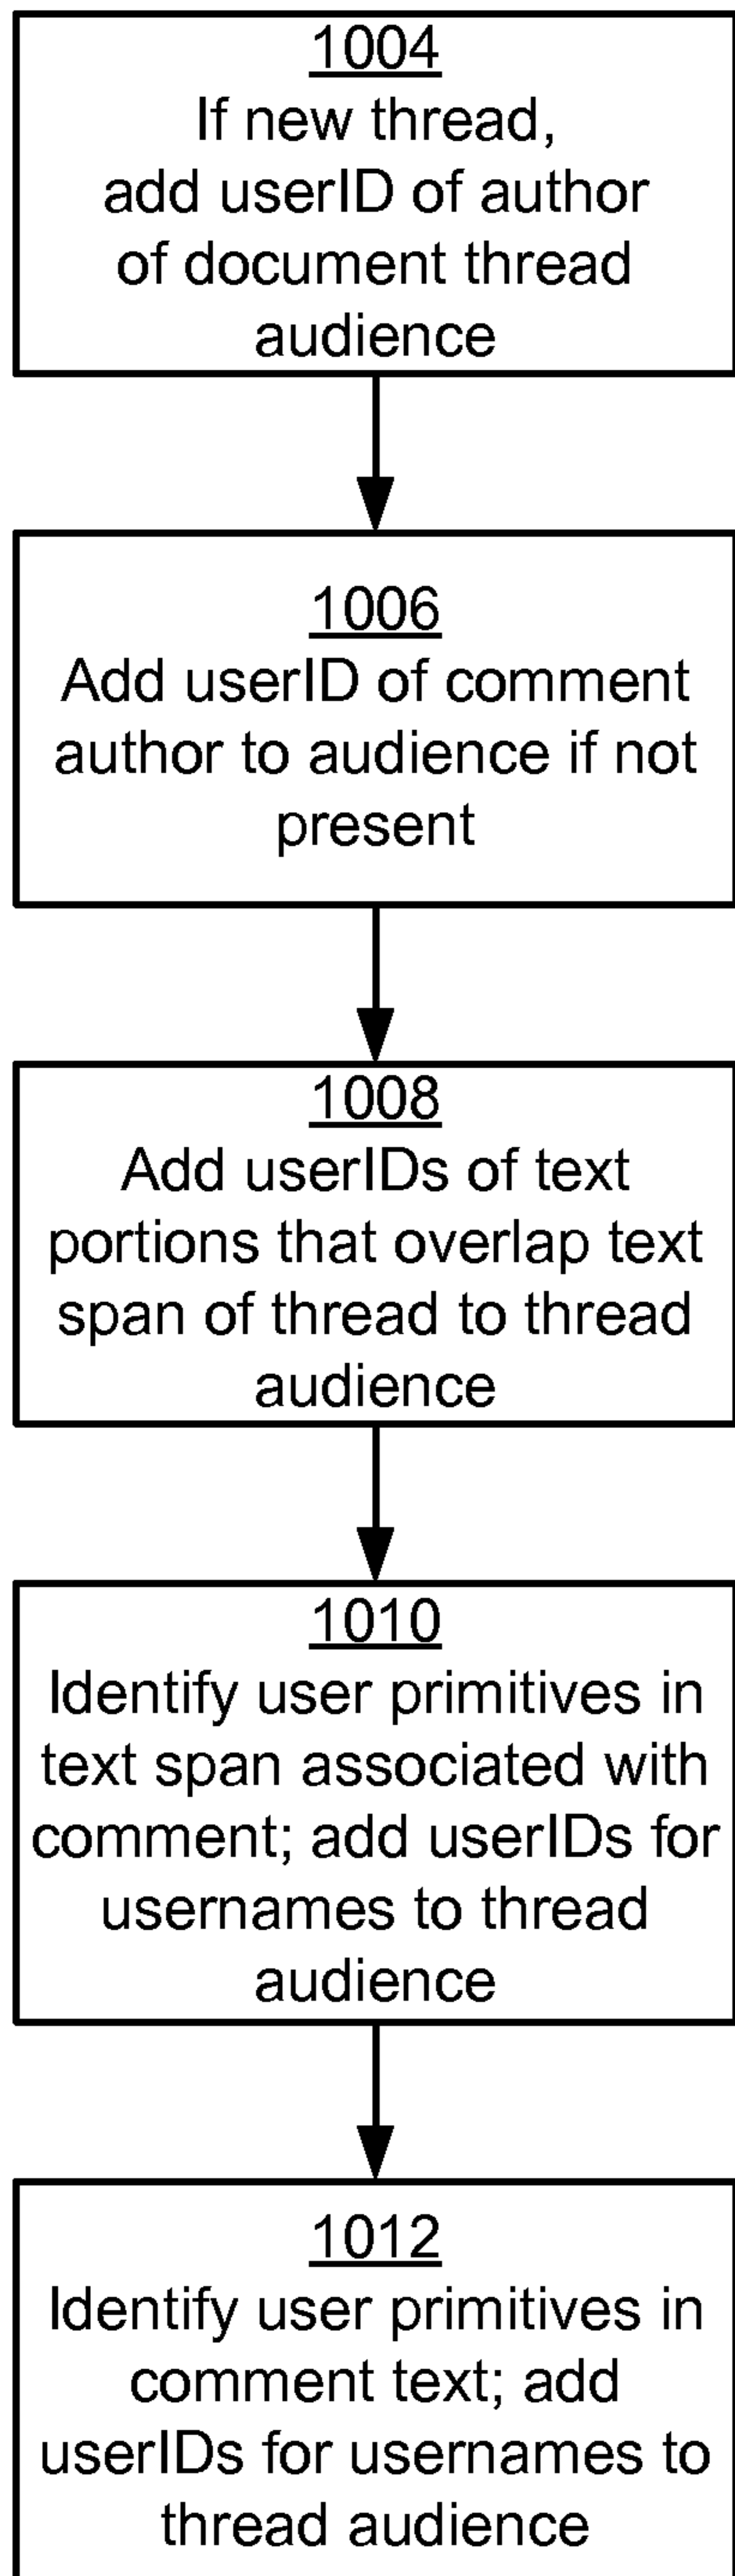 1004
If new thread,
add userID of author
of document thread
audience
1006
Add userID of comment
author to audience if not
present
1008
Add userIDs of text
portions that overlap text
span of thread to thread
audience
1010
Identify user primitives in
text span associated with
comment; add userIDs for
usernames to thread
audience
1012
Identify user primitives in
comment text; add
userIDs for usernames to
thread audience